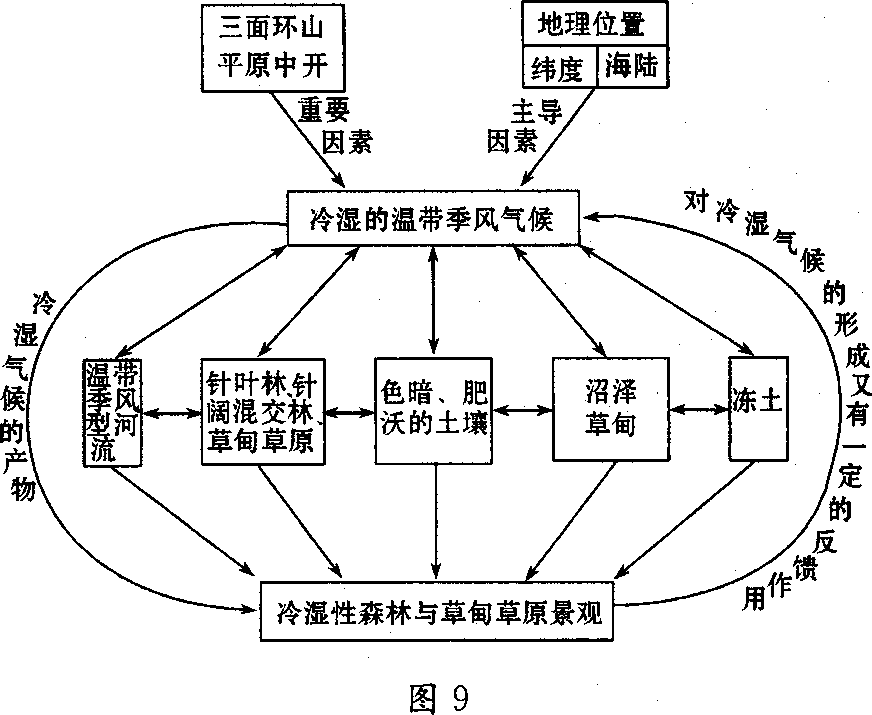 三面环山
平原中开
地理位置
纬度
海陆
重要
因素
主导
因素
冷湿的温带季风气候
冷湿气候的产物
对冷湿气候的形成又有一定的反馈作用
温带
季风
型河
流
针叶林、针
阔混交林、
草甸草原
色暗、肥
沃的土壤
沼泽
草甸
冻土
冷湿性森林与草甸草原景观
图 9